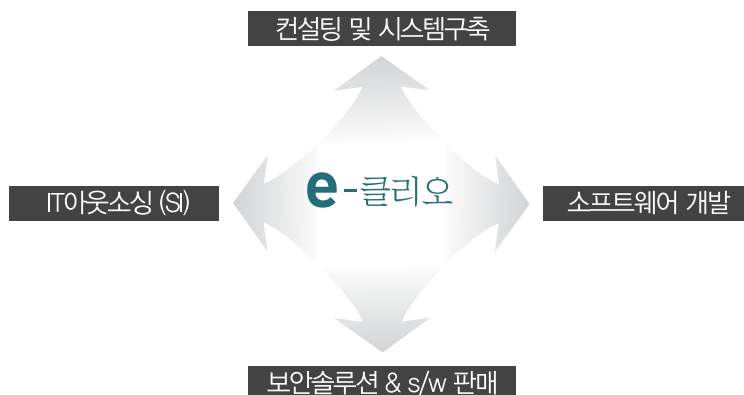 컨설팅 및 시스템구축
IT아웃소싱 (SI)
e-클리오
소프트웨어 개발
보안솔루션 & s/w 판매